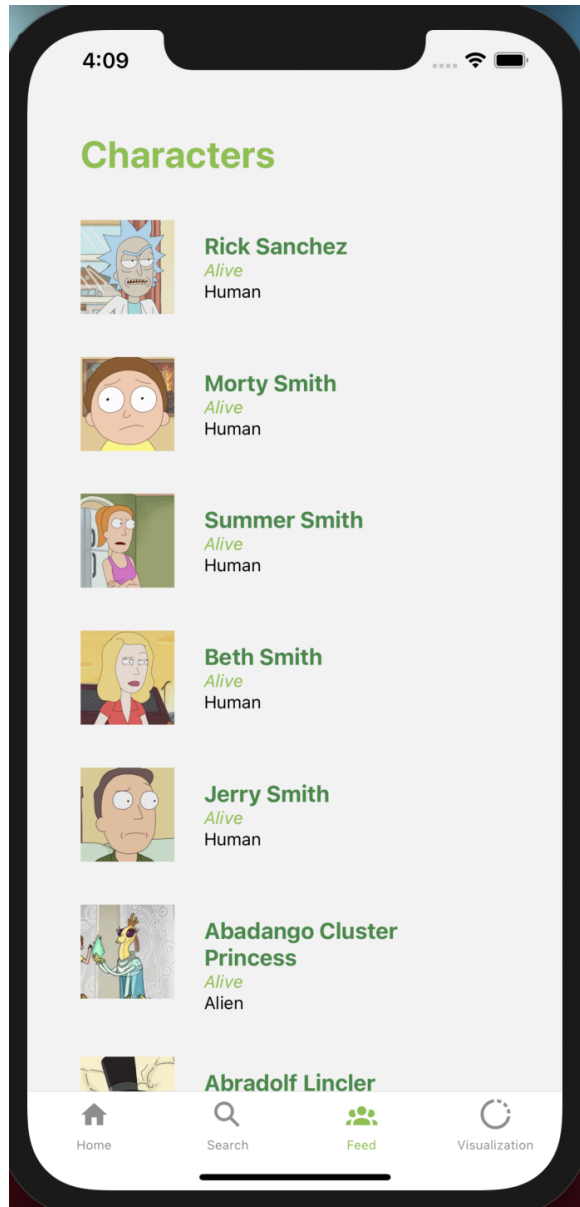 4:09
Characters
Rick Sanchez
Alive
Human
Morty Smith
Alive
Human
Summer Smith
Alive
Human
Beth Smith
Alive
Human
Jerry Smith
Alive
Human
Abadango Cluster
Princess
Alive
Alien
Abradolf Lincler
Home
Search
Feed
Visualization